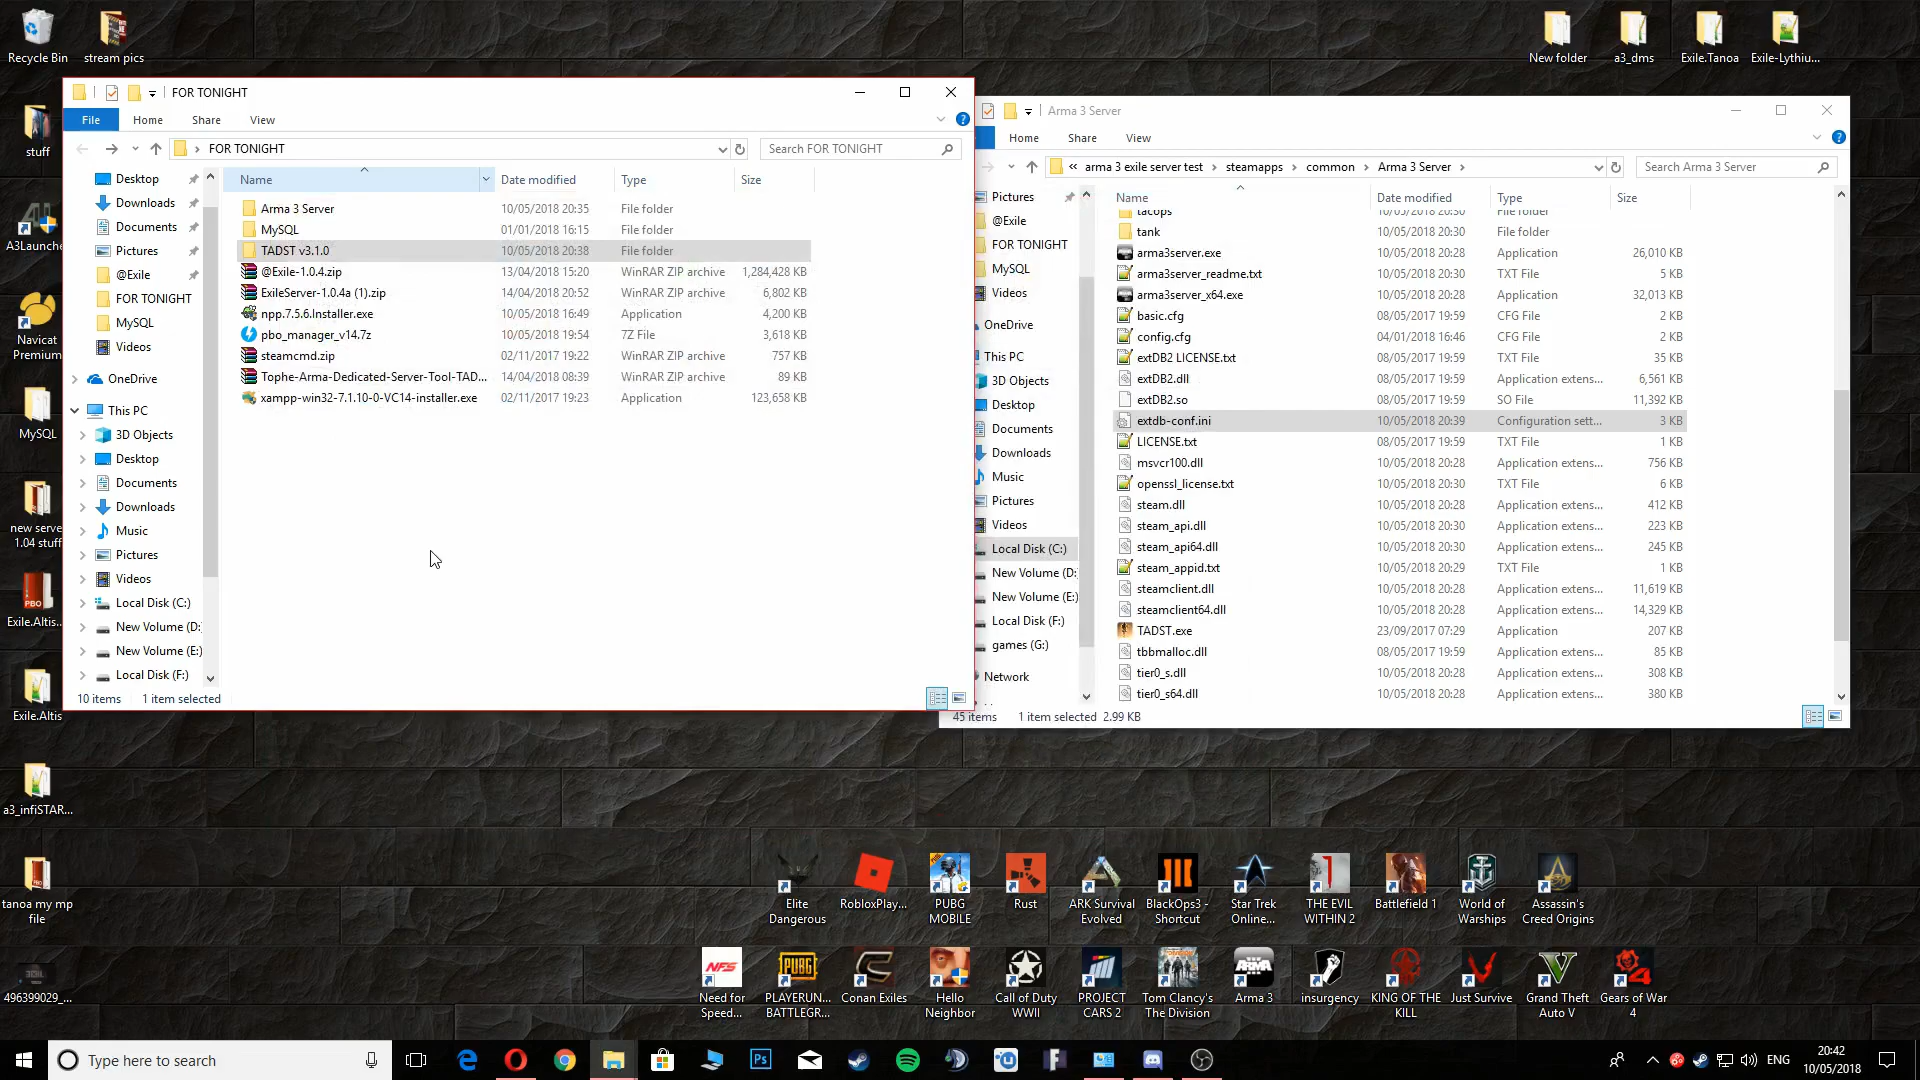 Recycle Bin
stream pics
New folder
a3_dms
Exile.Tanoa
Exile-Lythiu...
stuff
A3Launche
Navicat
Premium
MySQL
new serve
1.04 stuff
Exile.Altis
Exile.Altis
a3_infiSTAR...
tanoa my mp
file
496399029_...
FOR TONIGHT
File
Home
Share
View
FOR TONIGHT
Search FOR TONIGHT
Desktop
Downloads
Documents
Pictures
@Exile
FOR TONIGHT
MySQL
Videos
OneDrive
This PC
3D Objects
Desktop
Documents
Downloads
Music
Pictures
Videos
Local Disk (C:)
New Volume (D:
New Volume (E:)
Local Disk (F:)
Name Date modified Type Size
Arma 3 Server 10/05/2018 20:35 File folder
MySQL 01/01/2018 16:15 File folder
TADST v3.1.0 10/05/2018 20:38 File folder
@Exile-1.0.4.zip 13/04/2018 15:20 WinRAR ZIP archive 1,284,428 KB
ExileServer-1.0.4a (1).zip 14/04/2018 20:52 WinRAR ZIP archive 6,802 KB
npp.7.5.6.Installer.exe 10/05/2018 16:49 Application 4,200 KB
pbo_manager_v14.7z 10/05/2018 19:54 7Z File 3,618 KB
steamcmd.zip 02/11/2017 19:22 WinRAR ZIP archive 757 KB
Tophe-Arma-Dedicated-Server-Tool-TAD... 14/04/2018 08:39 WinRAR ZIP archive 89 KB
xampp-win32-7.1.10-0-VC14-installer.exe 02/11/2017 19:23 Application 123,658 KB
10 items 1 item selected
Arma 3 Server
Home
Share
View
« arma 3 exile server test › steamapps › common › Arma 3 Server ›
Search Arma 3 Server
Pictures
@Exile
FOR TONIGHT
MySQL
Videos
OneDrive
This PC
3D Objects
Desktop
Documents
Downloads
Music
Pictures
Videos
Local Disk (C:)
New Volume (D:
New Volume (E:)
Local Disk (F:)
games (G:)
Network
Name Date modified Type Size
tacops 10/05/2018 20:30 File folder
tank 10/05/2018 20:30 File folder
arma3server.exe 10/05/2018 20:28 Application 26,010 KB
arma3server_readme.txt 10/05/2018 20:30 TXT File 5 KB
arma3server_x64.exe 10/05/2018 20:28 Application 32,013 KB
basic.cfg 08/05/2017 19:59 CFG File 2 KB
config.cfg 04/01/2018 16:46 CFG File 2 KB
extDB2 LICENSE.txt 08/05/2017 19:59 TXT File 35 KB
extDB2.dll 08/05/2017 19:59 Application extens... 6,561 KB
extDB2.so 08/05/2017 19:59 SO File 11,392 KB
extdb-conf.ini 10/05/2018 20:39 Configuration sett... 3 KB
LICENSE.txt 08/05/2017 19:59 TXT File 1 KB
msvcr100.dll 10/05/2018 20:28 Application extens... 756 KB
openssl_license.txt 10/05/2018 20:30 TXT File 6 KB
steam.dll 10/05/2018 20:28 Application extens... 412 KB
steam_api.dll 10/05/2018 20:30 Application extens... 223 KB
steam_api64.dll 10/05/2018 20:30 Application extens... 245 KB
steam_appid.txt 10/05/2018 20:29 TXT File 1 KB
steamclient.dll 10/05/2018 20:28 Application extens... 11,619 KB
steamclient64.dll 10/05/2018 20:28 Application extens... 14,329 KB
TADST.exe 23/09/2017 07:29 Application 207 KB
tbbmalloc.dll 08/05/2017 19:59 Application extens... 85 KB
tier0_s.dll 10/05/2018 20:28 Application extens... 308 KB
tier0_s64.dll 10/05/2018 20:28 Application extens... 380 KB
45 items 1 item selected 2.99 KB
Elite
Dangerous
RobloxPlay...
PUBG
MOBILE
Rust
ARK Survival
Evolved
BlackOps3 -
Shortcut
Star Trek
Online...
THE EVIL
WITHIN 2
Battlefield 1
World of
Warships
Assassin's
Creed Origins
Need for
Speed...
PLAYERUN...
BATTLEGR...
Conan Exiles
Hello
Neighbor
Call of Duty
WWII
PROJECT
CARS 2
Tom Clancy's
The Division
Arma 3
insurgency
KING OF THE
KILL
Just Survive
Grand Theft
Auto V
Gears of War
4
Type here to search
ENG
20:42
10/05/2018